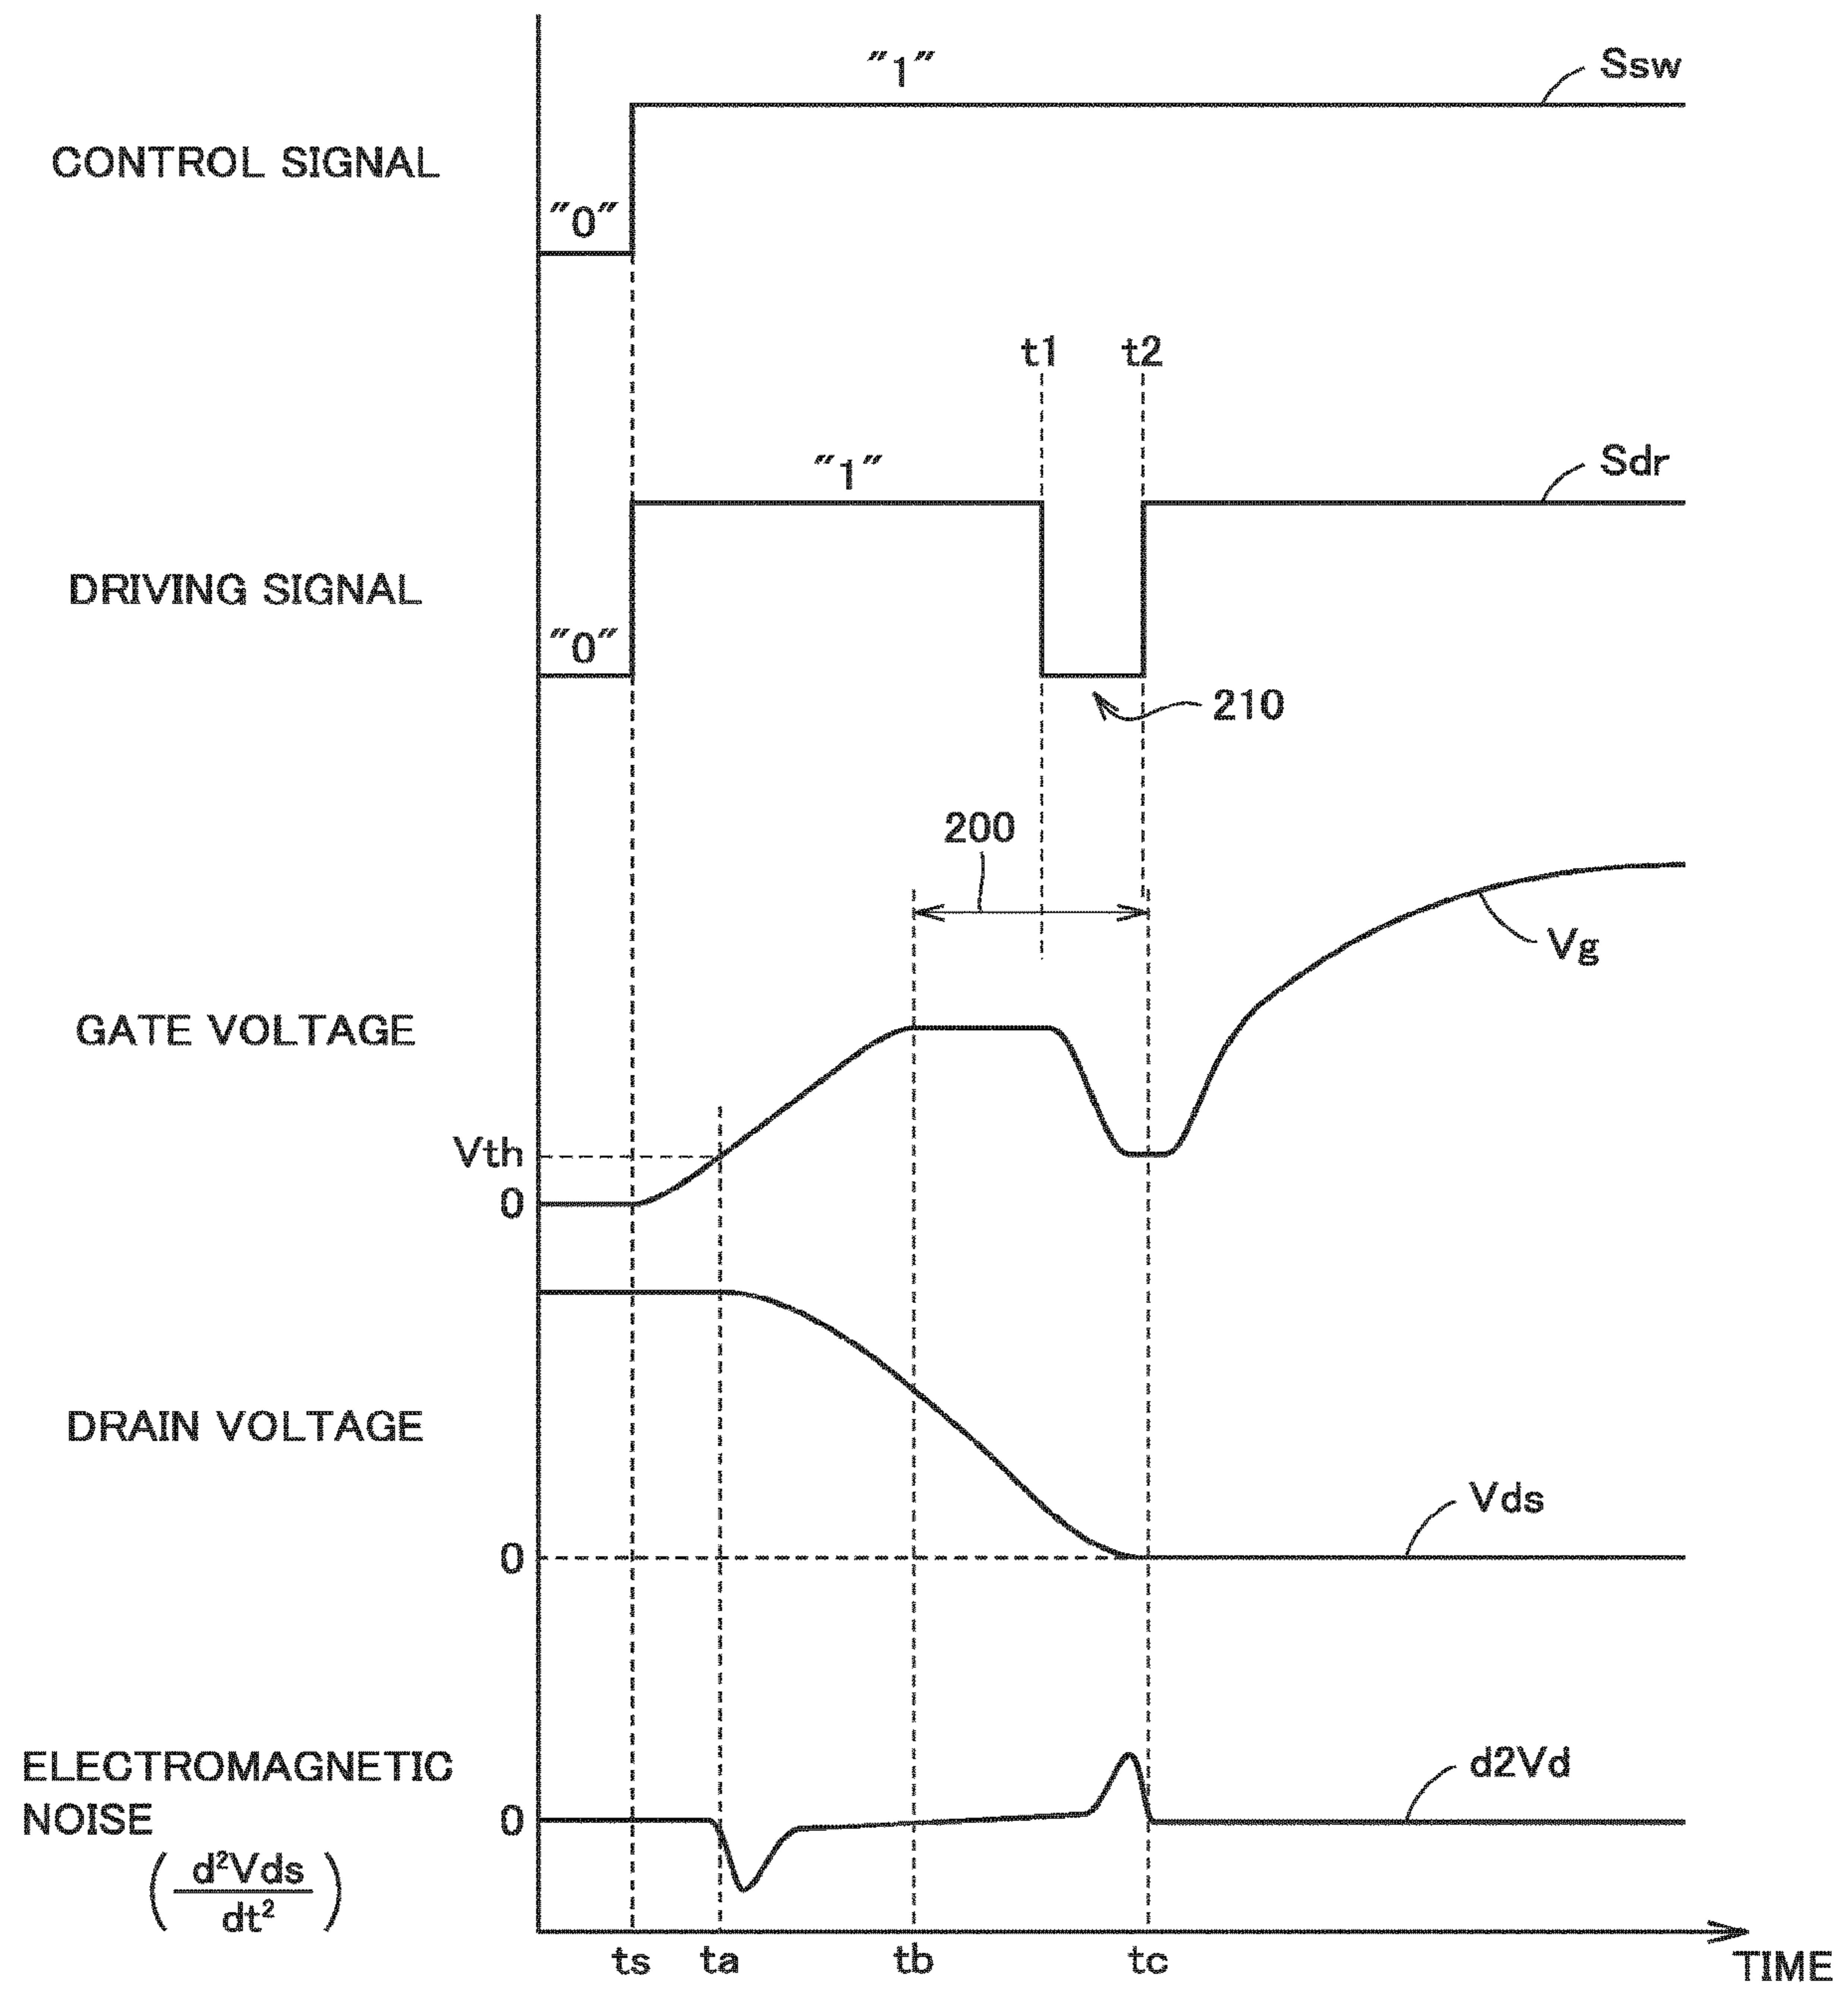 "1"
Ssw
CONTROL SIGNAL
"0"
t1 t2
"1"
Sdr
DRIVING SIGNAL
"0"
210
200
Vg
GATE VOLTAGE
Vth
0
DRAIN VOLTAGE
Vds
0
ELECTROMAGNETIC
NOISE
0
d2Vd
(d²Vds/dt²)
ts ta tb tc
TIME